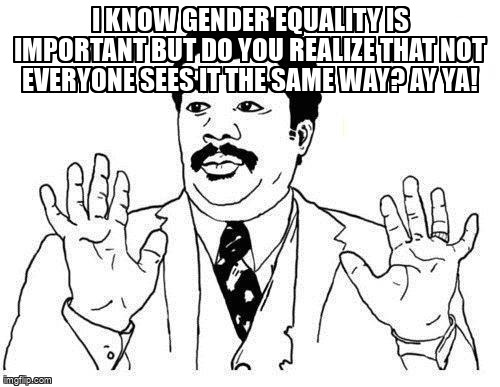 I KNOW GENDER EQUALITY IS
IMPORTANT BUT DO YOU REALIZE THAT NOT
EVERYONE SEES IT THE SAME WAY? AY YA!
imgflip.com